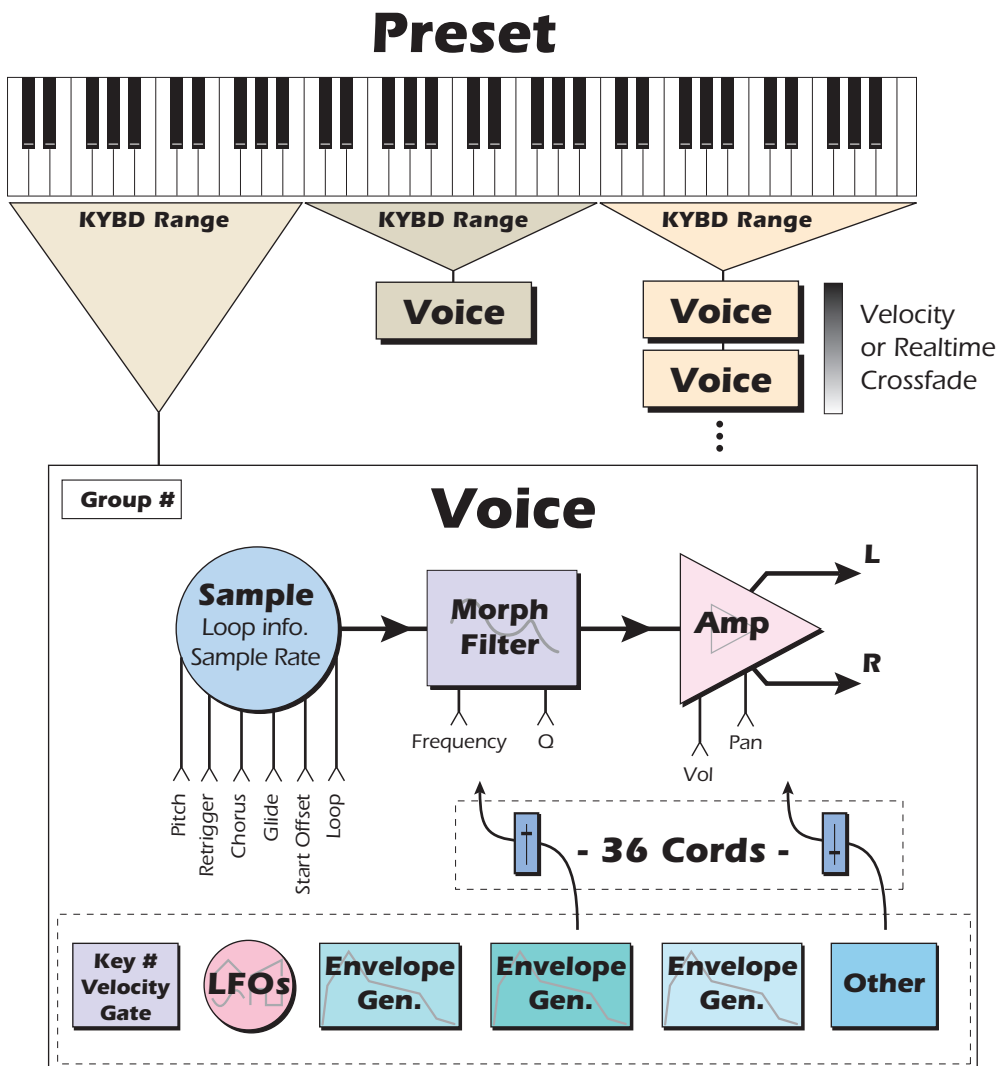 Preset
KYBD Range
KYBD Range
KYBD Range
Voice
Voice
Voice
Velocity
or Realtime
Crossfade
Group #
Voice
Sample
Loop info.
Sample Rate
Morph
Filter
Amp
L
R
Pitch
Retrigger
Chorus
Glide
Start Offset
Loop
Frequency
Q
Vol
Pan
- 36 Cords -
Key #
Velocity
Gate
LFOs
Envelope
Gen.
Envelope
Gen.
Envelope
Gen.
Other